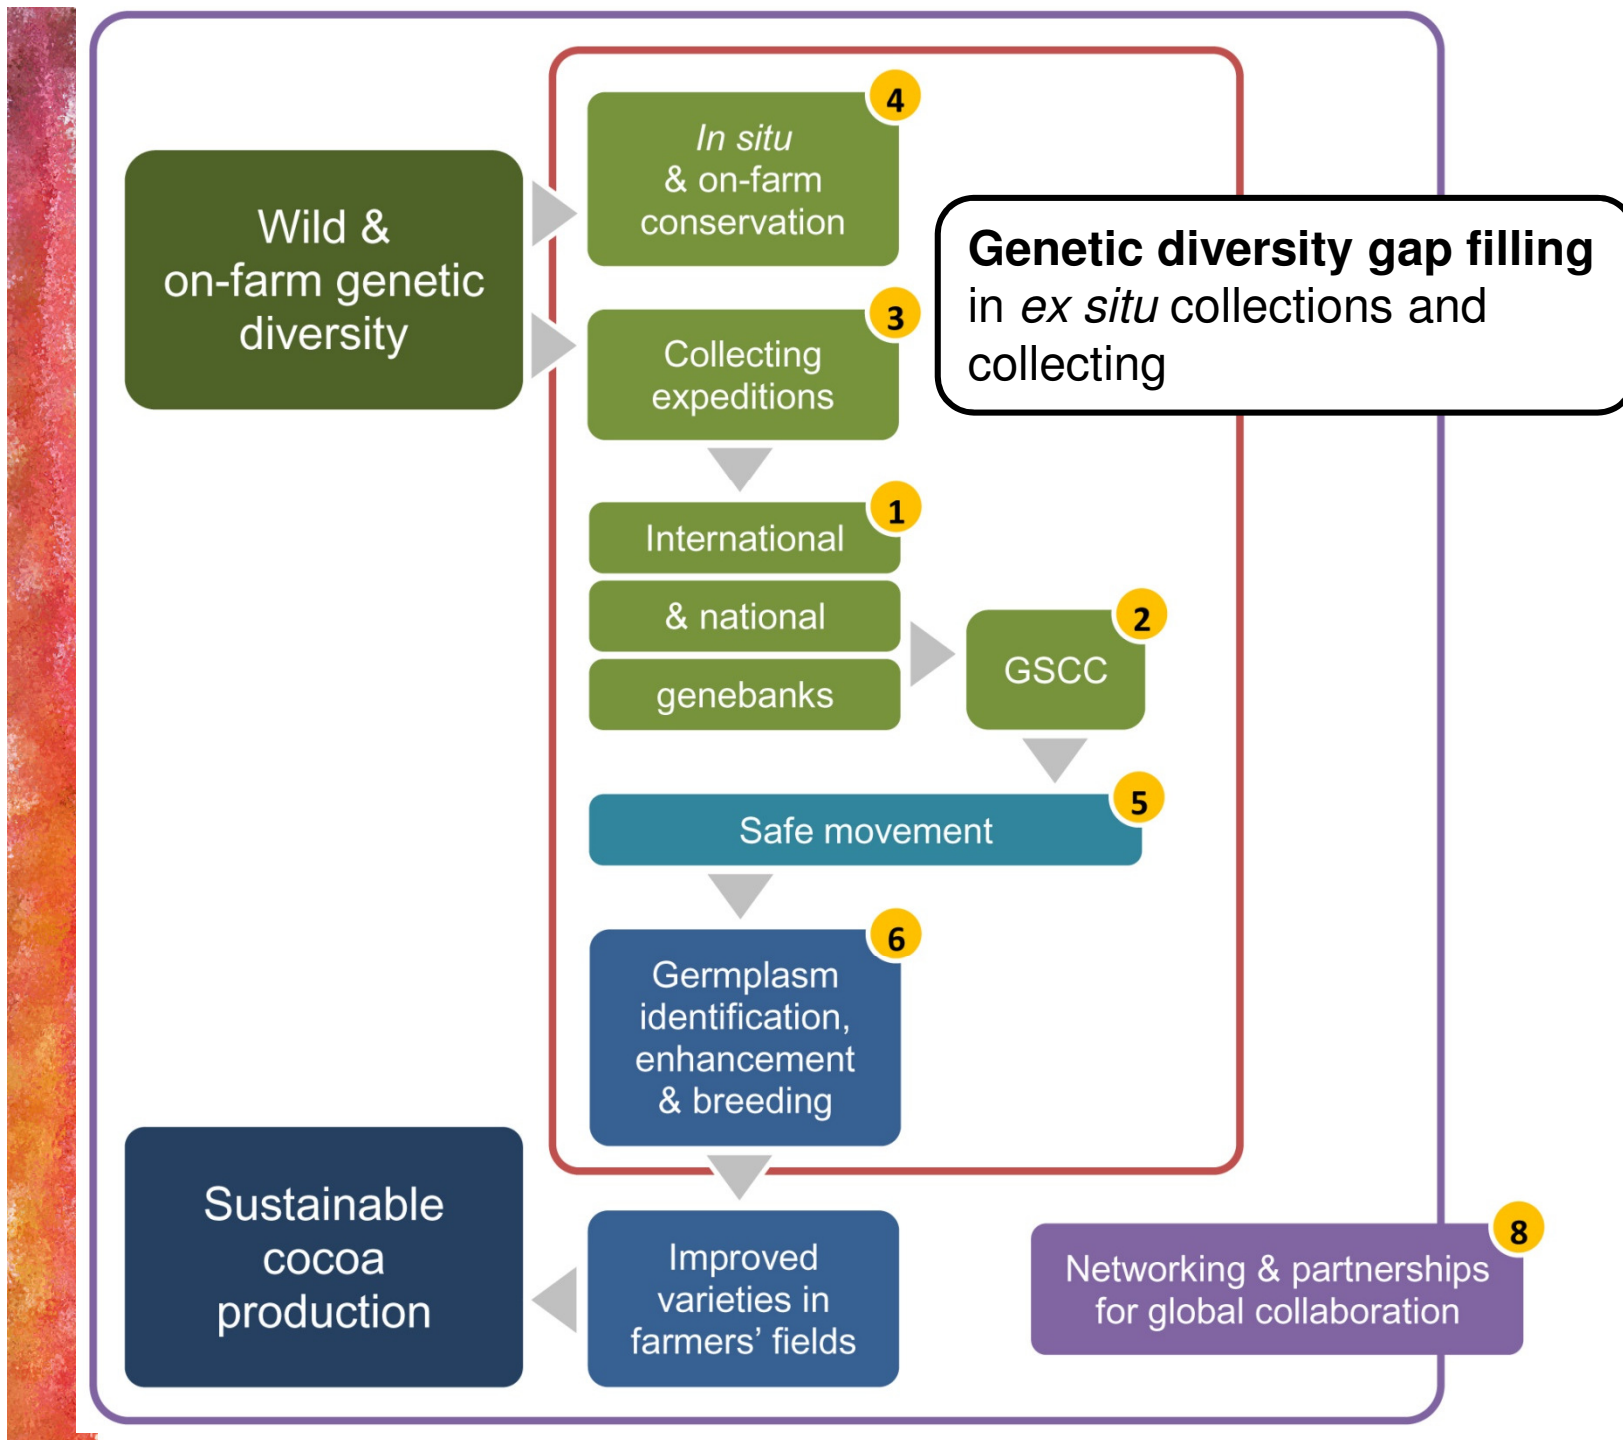 4
In situ
& on-farm
conservation
Wild &
on-farm genetic
diversity
Genetic diversity gap filling
in ex situ collections and
collecting
3
Collecting
expeditions
1
International
& national
genebanks
2
GSCC
5
Safe movement
6
Germplasm
identification,
enhancement
& breeding
Sustainable
cocoa
production
Improved
varieties in
farmers’ fields
8
Networking & partnerships
for global collaboration